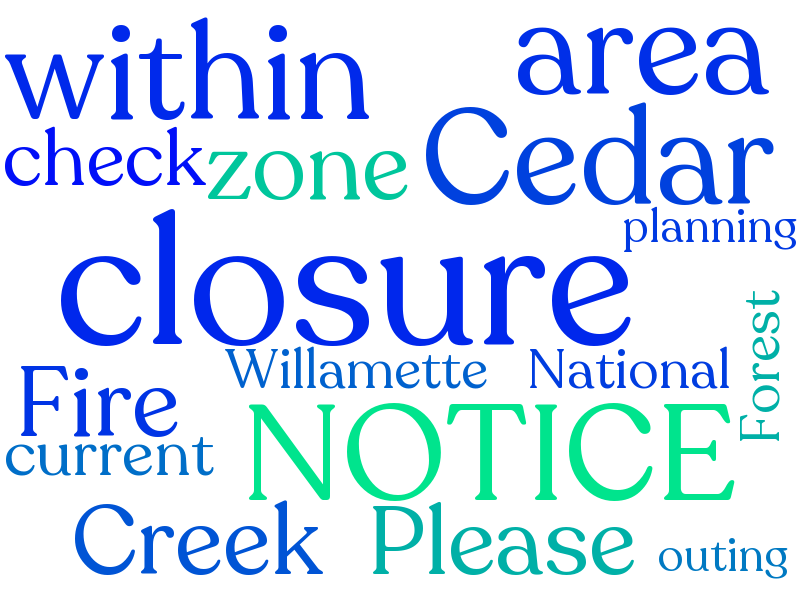 within area
check zone Cedar
planning
closure
Willamette National Forest
Fire
current NOTICE
Creek Please outing